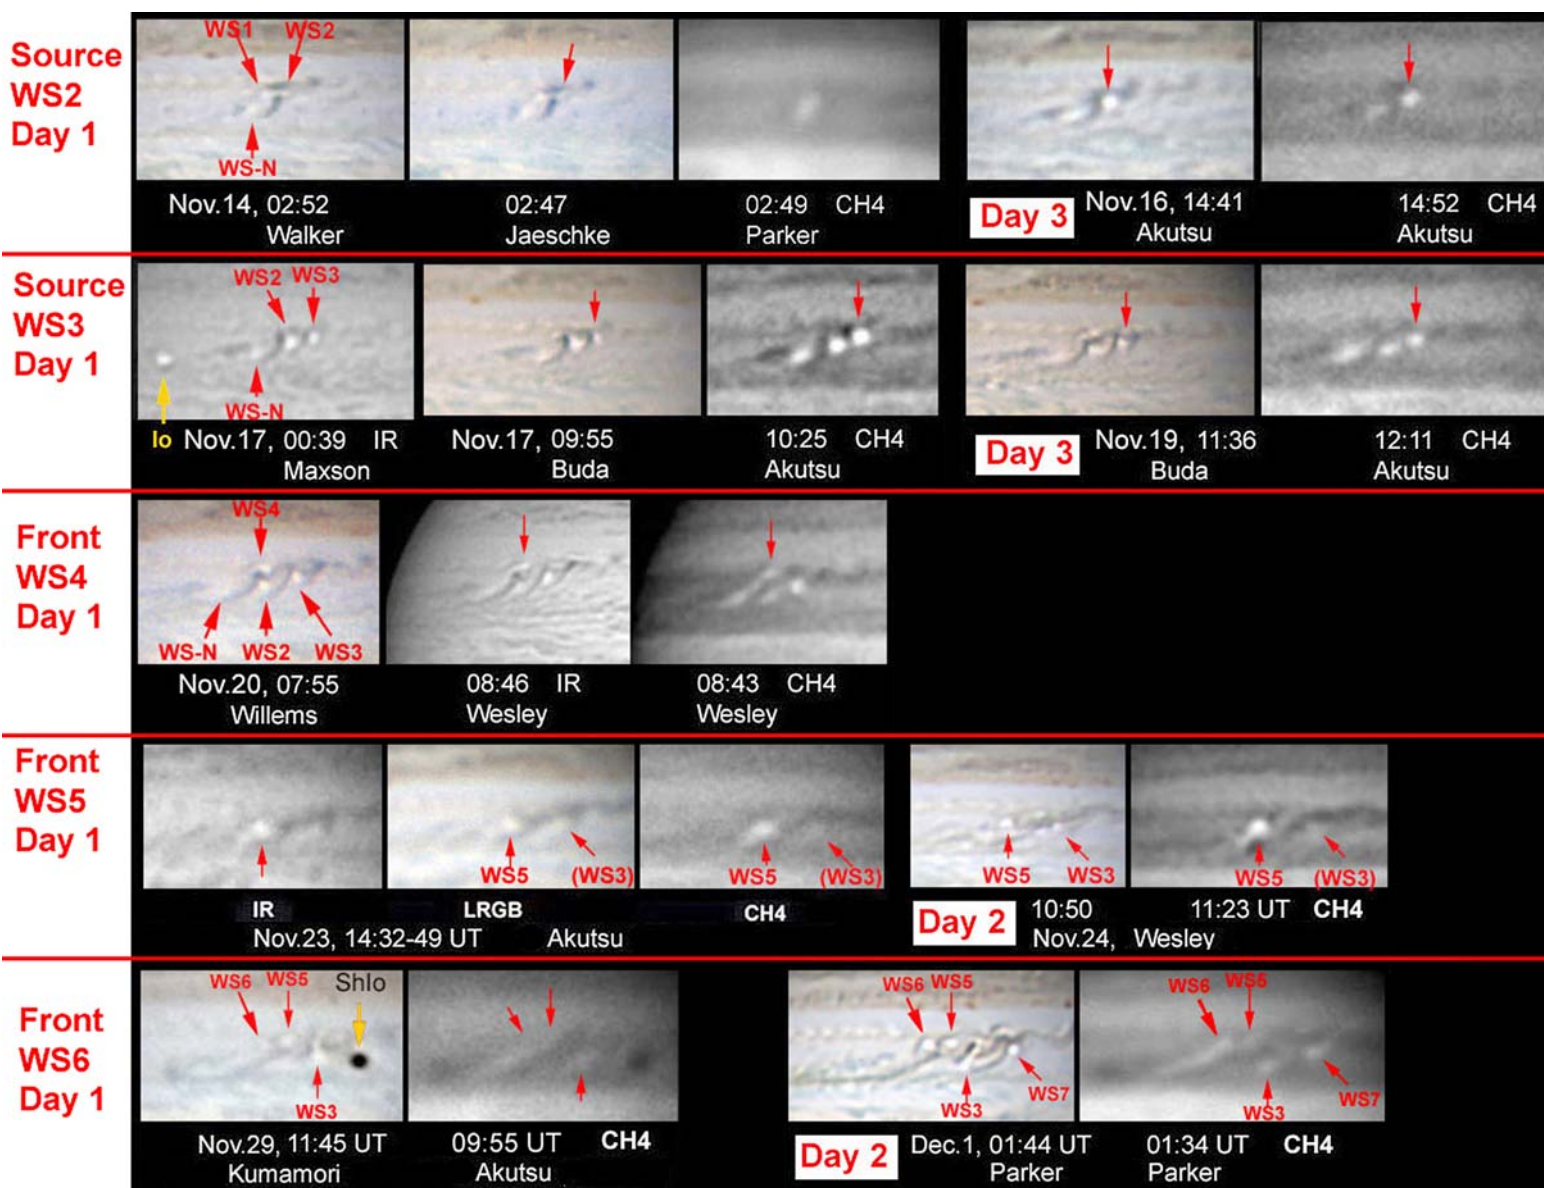 Source
WS2
Day 1
WS1 WS2
WS-N
Nov.14, 02:52
Walker
02:47
Jaeschke
02:49 CH4
Parker
Day 3
Nov.16, 14:41
Akutsu
14:52 CH4
Akutsu
Source
WS3
Day 1
WS2 WS3
WS-N
Io
Nov.17, 00:39 IR
Maxson
Nov.17, 09:55
Buda
10:25 CH4
Akutsu
Day 3
Nov.19, 11:36
Buda
12:11 CH4
Akutsu
Front
WS4
Day 1
WS4
WS-N WS2 WS3
Nov.20, 07:55
Willems
08:46 IR
Wesley
08:43 CH4
Wesley
Front
WS5
Day 1
IR
WS5 (WS3)
LRGB
WS5 (WS3)
CH4
Nov.23, 14:32-49 UT Akutsu
WS5 WS3
WS5 (WS3)
Day 2
10:50
11:23 UT CH4
Nov.24, Wesley
Front
WS6
Day 1
WS6 WS5 ShIo
WS3
Nov.29, 11:45 UT
Kumamori
09:55 UT CH4
Akutsu
WS6 WS5
WS7
WS3
WS6 WS5
WS7
WS3
Day 2
Dec.1, 01:44 UT
Parker
01:34 UT CH4
Parker